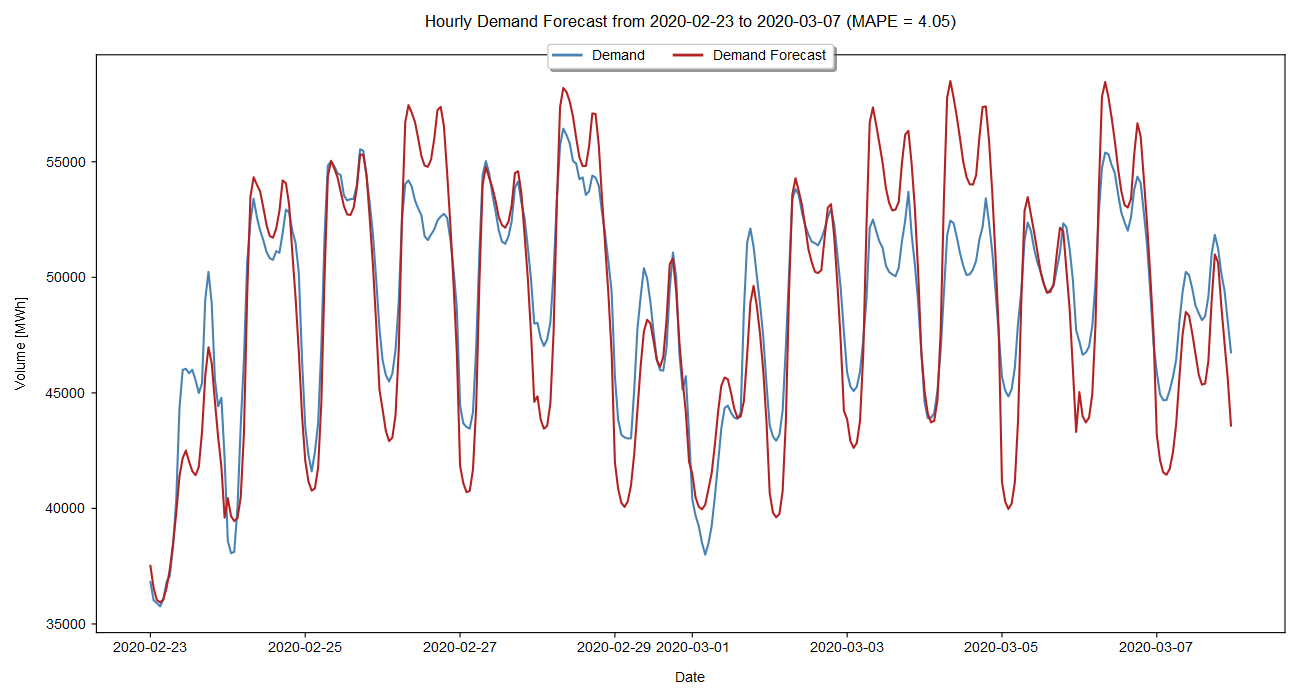 Hourly Demand Forecast from 2020-02-23 to 2020-03-07 (MAPE = 4.05)
Demand Demand Forecast
Volume [MWh]
55000
50000
45000
40000
35000
2020-02-23 2020-02-25 2020-02-27 2020-02-29 2020-03-01 2020-03-03 2020-03-05 2020-03-07
Date